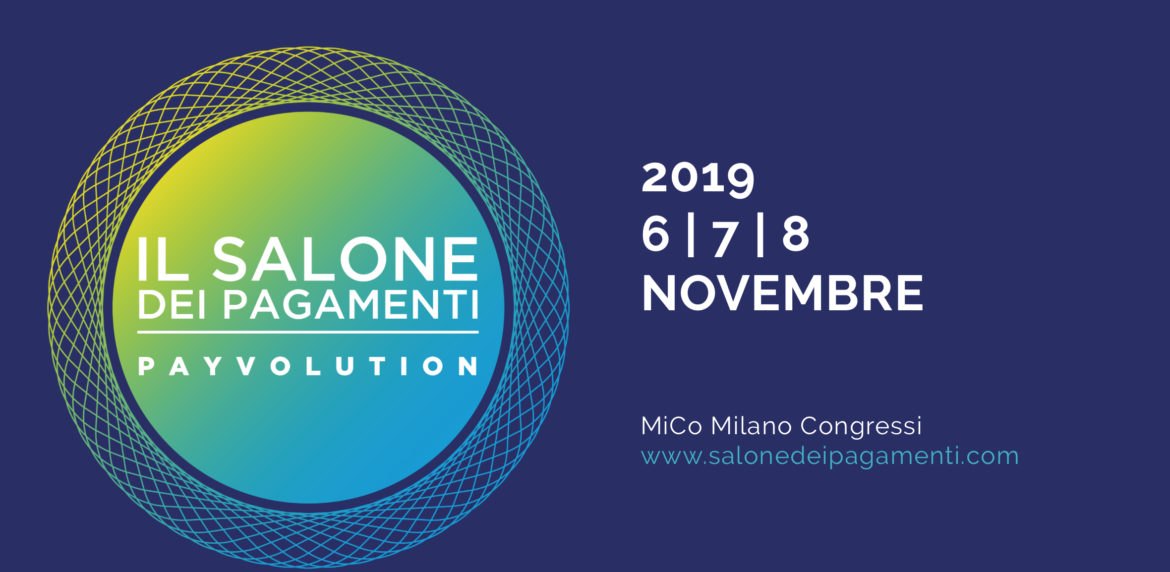 IL SALONE
DEI PAGAMENTI
PAYVOLUTION
2019
6 | 7 | 8
NOVEMBRE
MiCo Milano Congressi
www.salonedeipagamenti.com